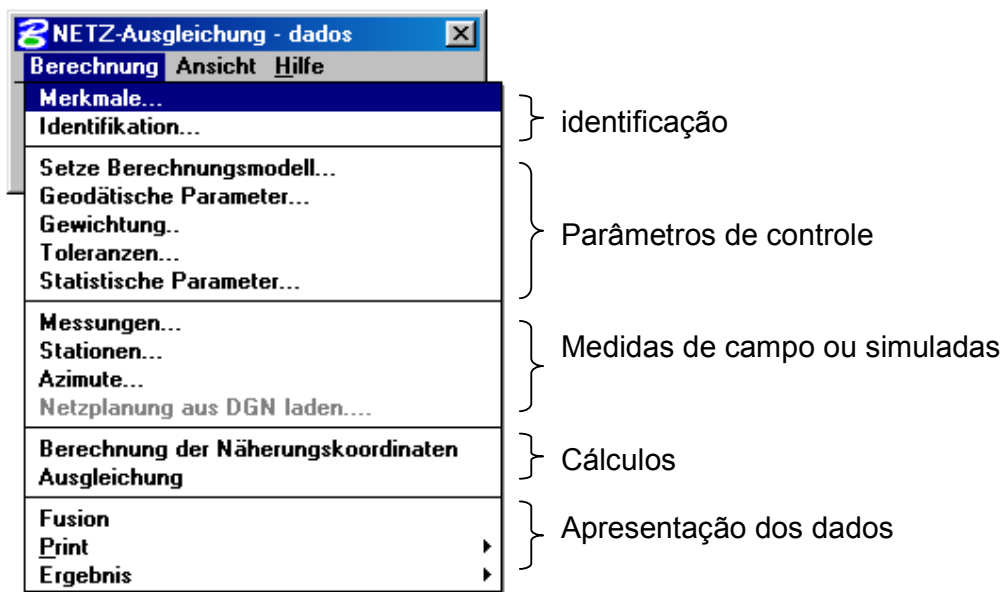 NETZ-Ausgleichung - dados
Berechnung Ansicht Hilfe
Merkmale...
Identifikation...
identificação
Setze Berechnungsmodell...
Geodätische Parameter...
Gewichtung..
Toleranzen...
Statistische Parameter...
Parâmetros de controle
Messungen...
Stationen...
Azimute...
Netzplanung aus DGN laden....
Medidas de campo ou simuladas
Berechnung der Näherungskoordinaten
Ausgleichung
Cálculos
Fusion
Print
Ergebnis
Apresentação dos dados